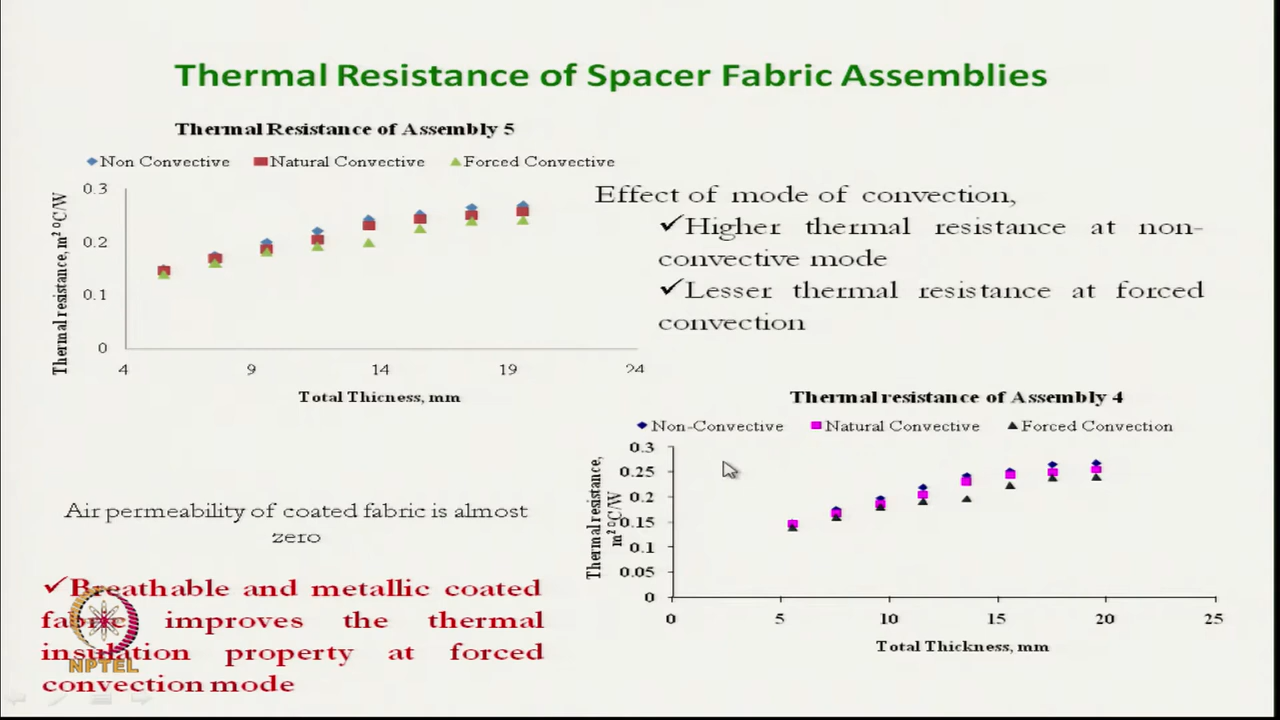 Thermal Resistance of Spacer Fabric Assemblies
Thermal Resistance of Assembly 5
Non Convective Natural Convective Forced Convective
0.3
0.2
0.1
0
4 9 14 19 24
Thermal resistance, m² ⁰C/W
Total Thicness, mm
Effect of mode of convection,
✓Higher thermal resistance at non-
convective mode
✓Lesser thermal resistance at forced
convection
Thermal resistance of Assembly 4
Non-Convective Natural Convective Forced Convection
0.3
0.25
0.2
0.15
0.1
0.05
0
0 5 10 15 20 25
Thermal resistance,
m² ⁰C/W
Total Thickness, mm
Air permeability of coated fabric is almost
zero
✓Breathable and metallic coated
fabric improves the thermal
insulation property at forced
convection mode
NPTEL